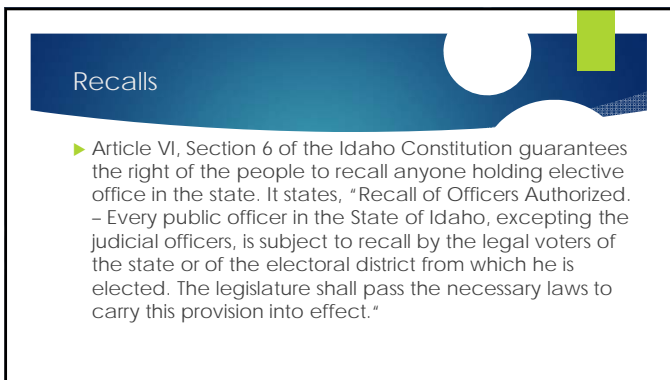 Recalls
Article VI, Section 6 of the Idaho Constitution guarantees
the right of the people to recall anyone holding elective
office in the state. It states, “Recall of Officers Authorized.
– Every public officer in the State of Idaho, excepting the
judicial officers, is subject to recall by the legal voters of
the state or of the electoral district from which he is
elected. The legislature shall pass the necessary laws to
carry this provision into effect.“